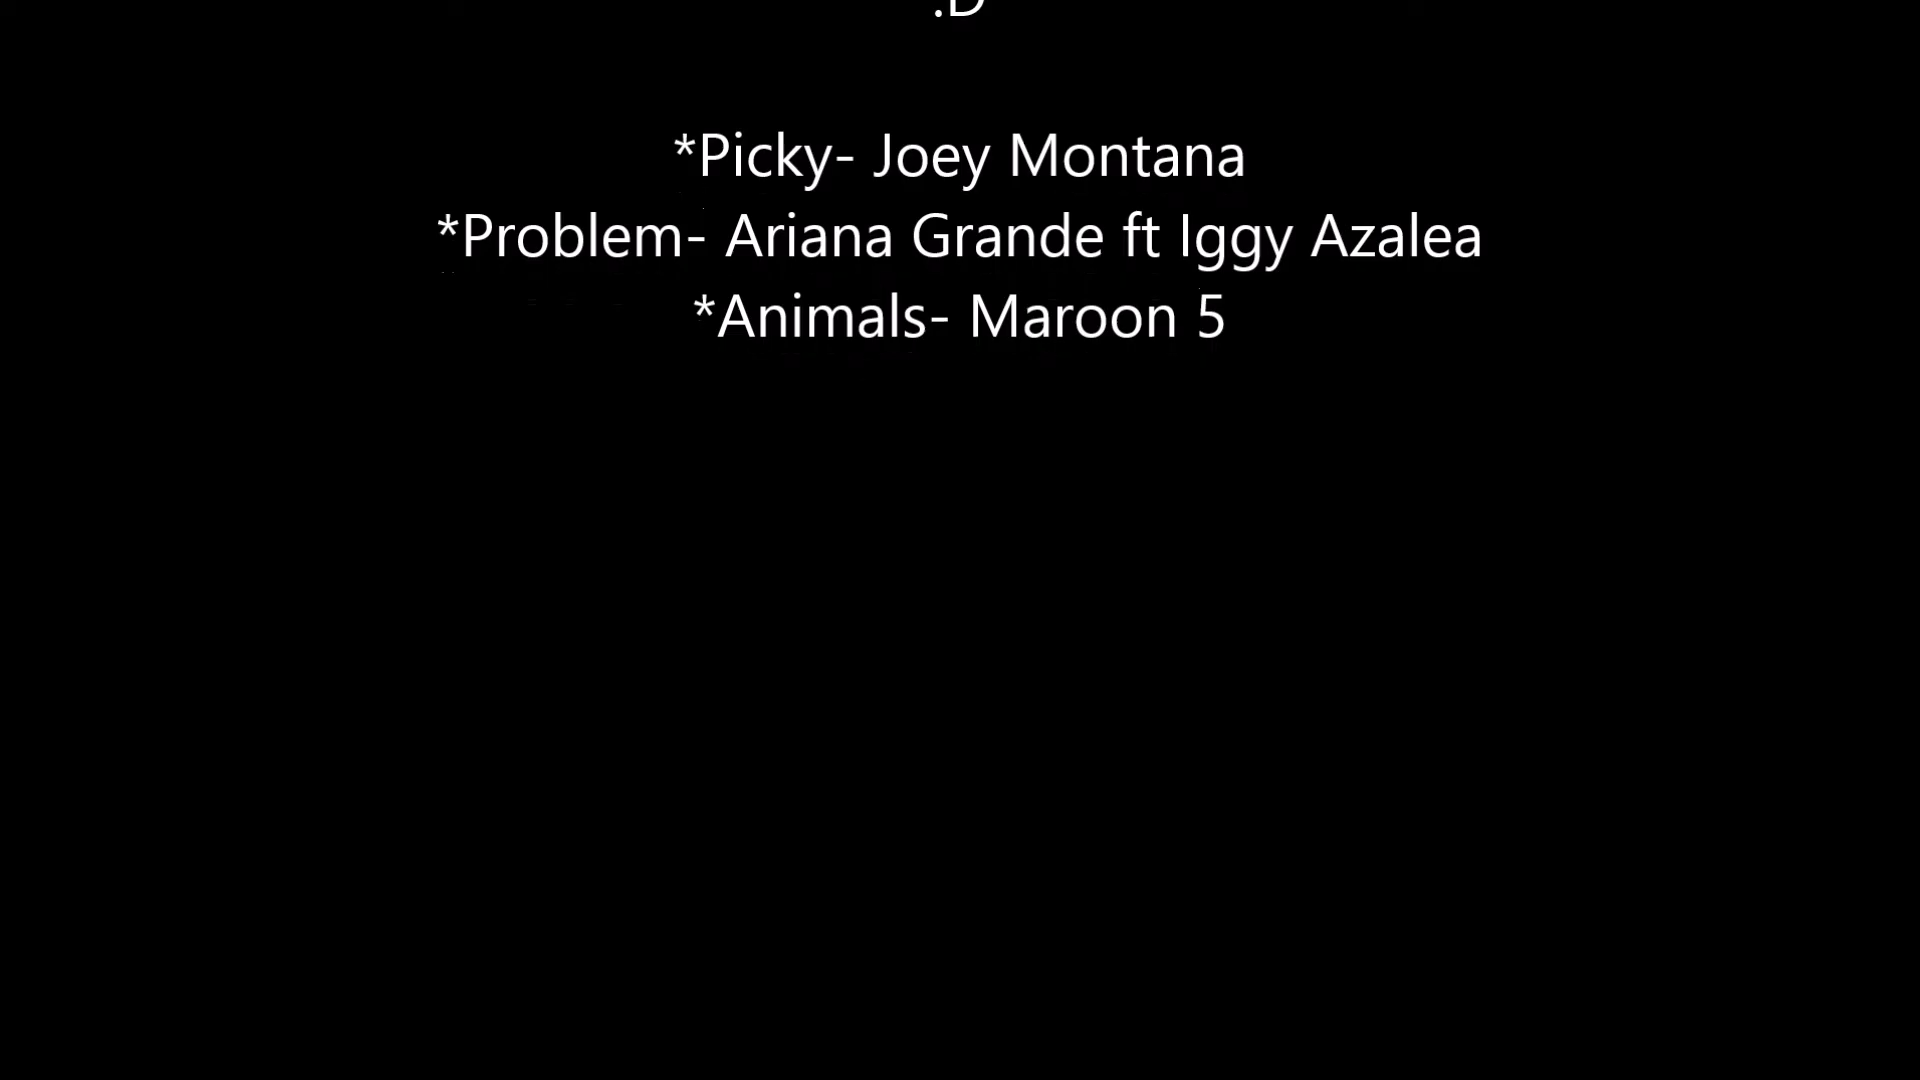 :D
*Picky- Joey Montana
*Problem- Ariana Grande ft Iggy Azalea
*Animals- Maroon 5